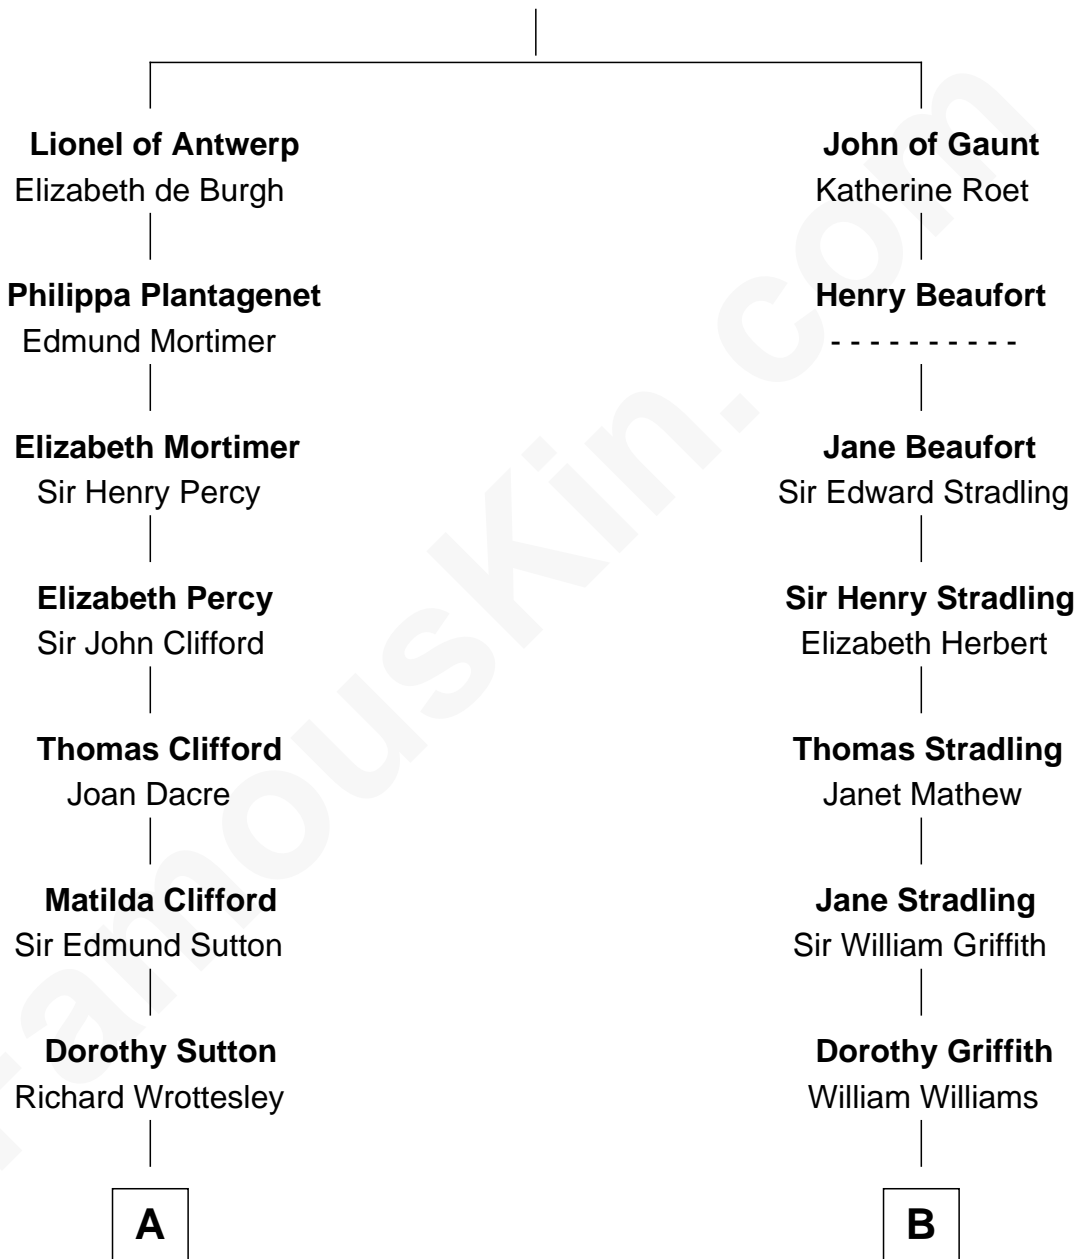 Lionel of Antwerp
Elizabeth de Burgh
Philippa Plantagenet
Edmund Mortimer
Elizabeth Mortimer
Sir Henry Percy
Elizabeth Percy
Sir John Clifford
Thomas Clifford
Joan Dacre
Matilda Clifford
Sir Edmund Sutton
Dorothy Sutton
Richard Wrottesley
A
John of Gaunt
Katherine Roet
Henry Beaufort
- - - - - - - - - -
Jane Beaufort
Sir Edward Stradling
Sir Henry Stradling
Elizabeth Herbert
Thomas Stradling
Janet Mathew
Jane Stradling
Sir William Griffith
Dorothy Griffith
William Williams
B
FamousKin.com